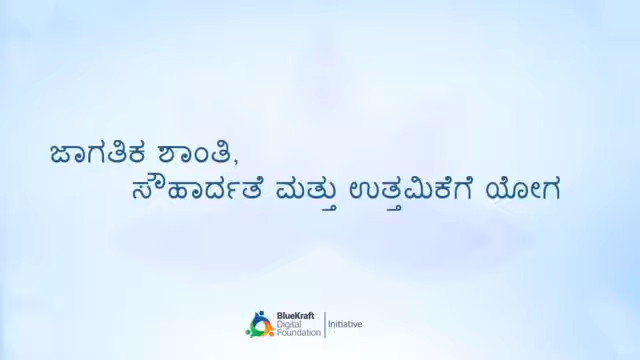 ಜಾಗತಿಕ ಶಾಂತಿ,
ಸೌಹಾರ್ದತೆ ಮತ್ತು ಉತ್ತಮಿಕೆಗೆ ಯೋಗ
BlueKraft
Digital
Foundation
Initiative